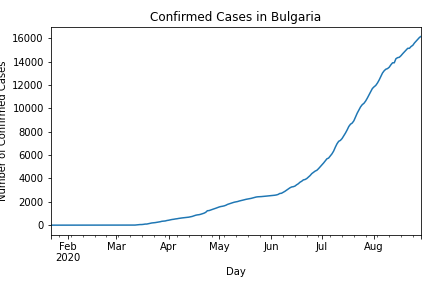 Confirmed Cases in Bulgaria
Number of Confirmed Cases
16000
14000
12000
10000
8000
6000
4000
2000
0
Feb Mar Apr May Jun Jul Aug
2020
Day